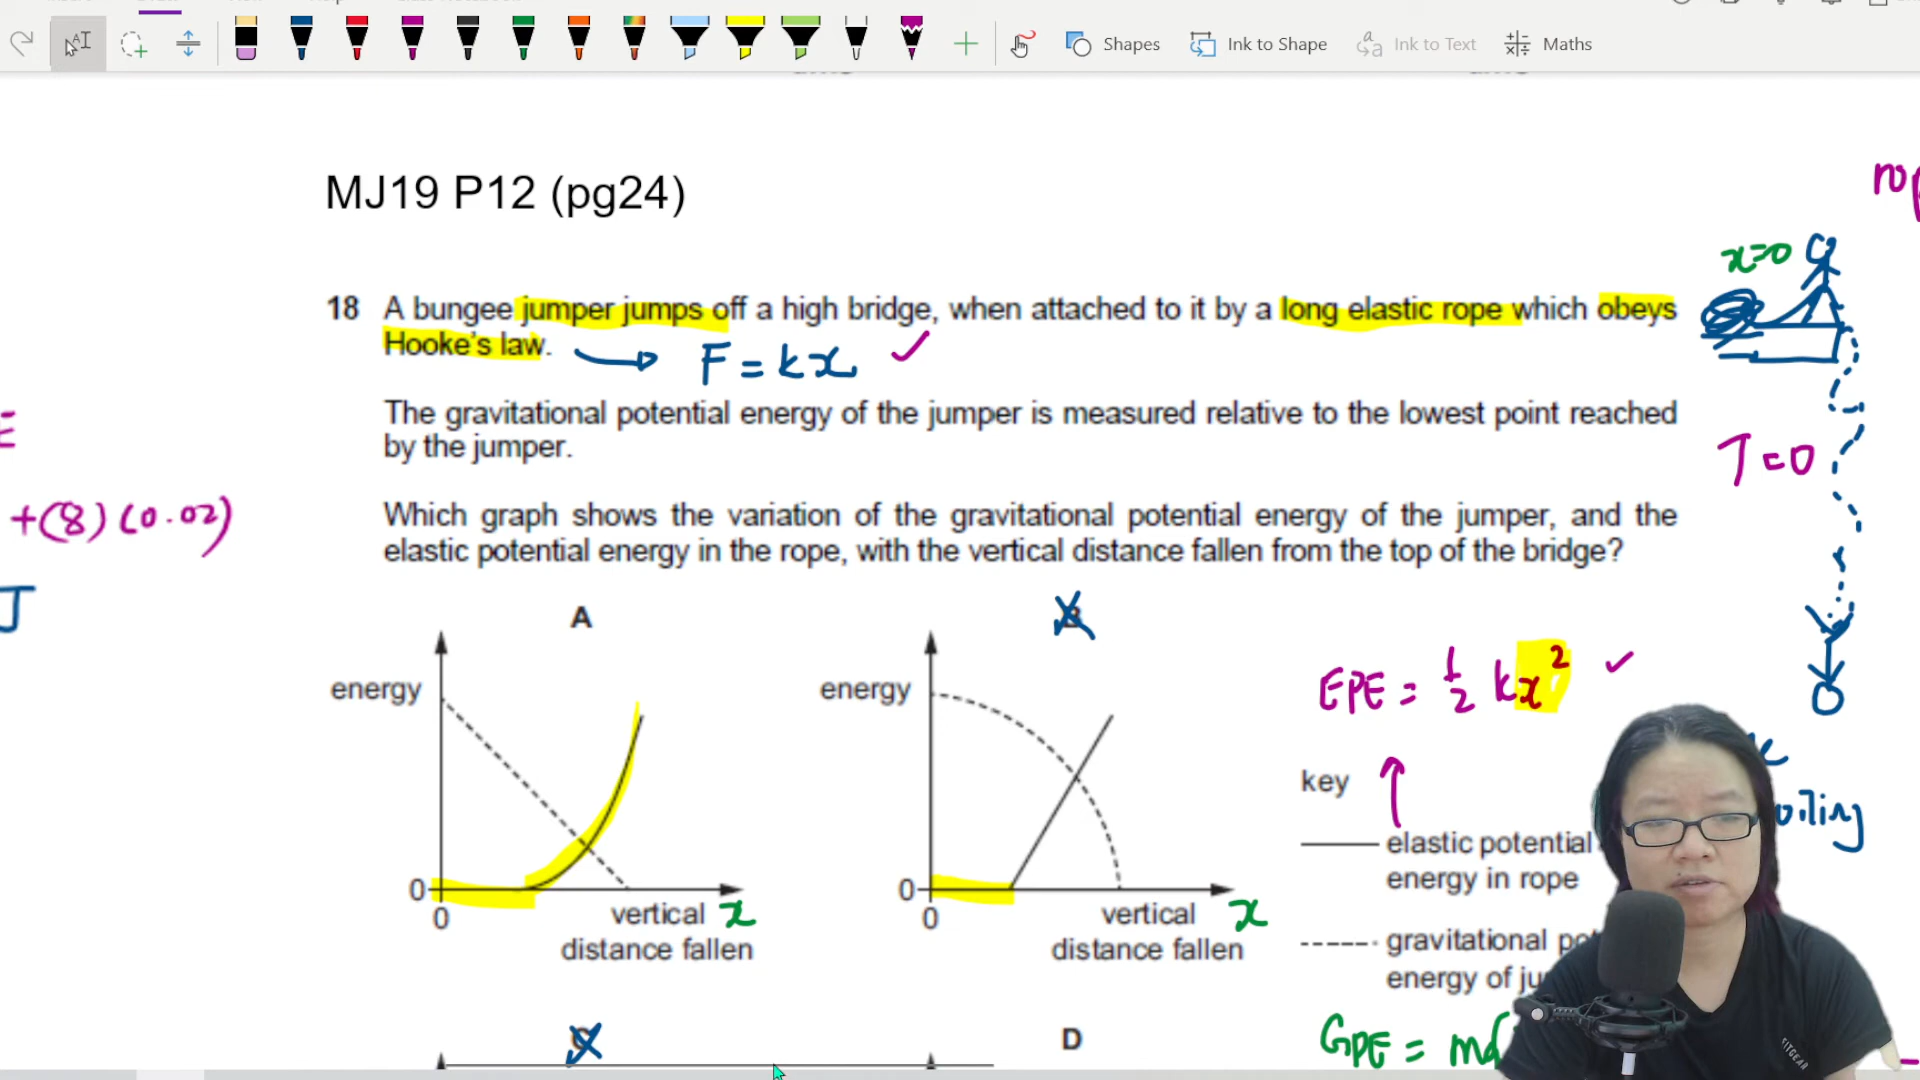 Shapes
Ink to Shape
Ink to Text
Maths
MJ19 P12 (pg24)
x=0
18 A bungee jumper jumps off a high bridge, when attached to it by a long elastic rope which obeys
Hooke's law.
F = kx
The gravitational potential energy of the jumper is measured relative to the lowest point reached
by the jumper.
T=0
+(8)(0.02)
Which graph shows the variation of the gravitational potential energy of the jumper, and the
elastic potential energy in the rope, with the vertical distance fallen from the top of the bridge?
J
A
B
energy
energy
EPE = 1/2 kx²
key
elastic potential
energy in rope
0
0
0
vertical x
distance fallen
0
vertical x
distance fallen
gravitational
energy of
C
D
GPE =